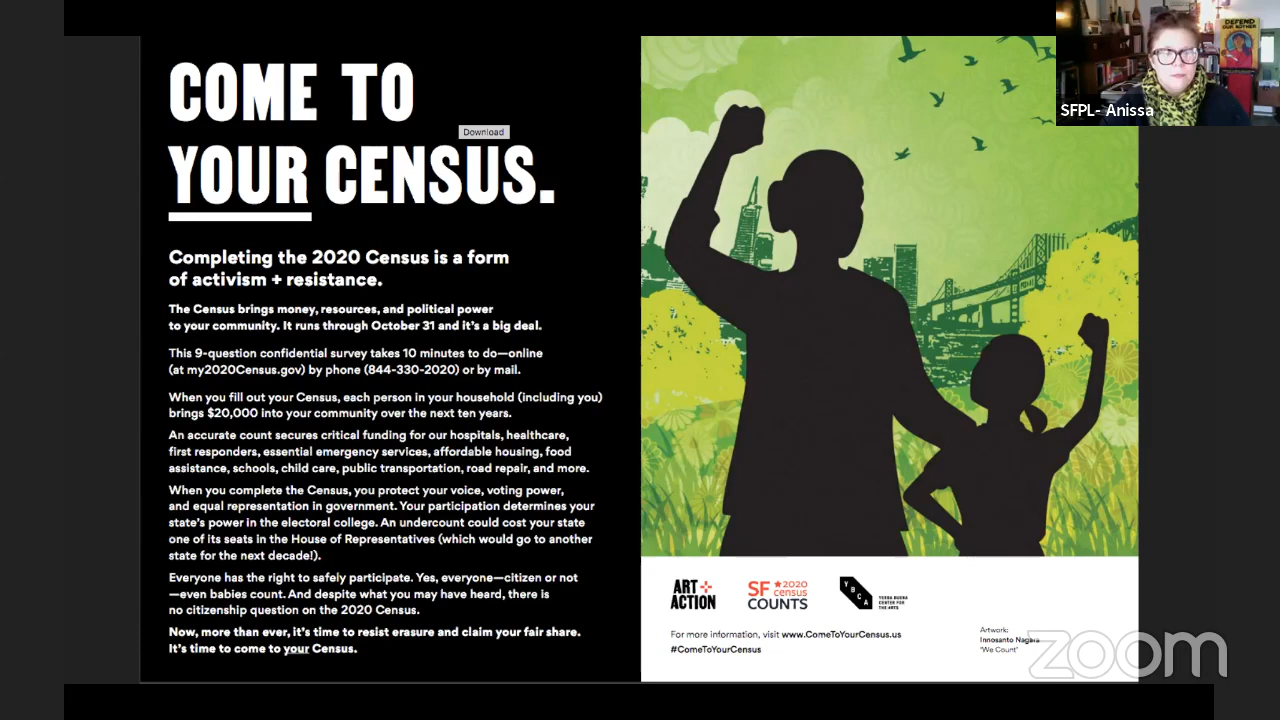 COME TO
YOUR CENSUS.
Download
Completing the 2020 Census is a form
of activism + resistance.
The Census brings money, resources, and political power
to your community. It runs through October 31 and it's a big deal.
This 9-question confidential survey takes 10 minutes to do—online
(at my2020Census.gov) by phone (844-330-2020) or by mail.
When you fill out your Census, each person in your household (including you)
brings $20,000 into your community over the next ten years.
An accurate count secures critical funding for our hospitals, healthcare,
first responders, essential emergency services, affordable housing, food
assistance, schools, child care, public transportation, road repair, and more.
When you complete the Census, you protect your voice, voting power,
and equal representation in government. Your participation determines your
state's power in the electoral college. An undercount could cost your state
one of its seats in the House of Representatives (which would go to another
state for the next decade!).
Everyone has the right to safely participate. Yes, everyone—citizen or not
—even babies count. And despite what you may have heard, there is
no citizenship question on the 2020 Census.
Now, more than ever, it's time to resist erasure and claim your fair share.
It's time to come to your Census.
DEFEND
OUR MOTHER
SFPL- Anissa
ART+
ACTION
SF ★ 2020
census
COUNTS
YBCA
YERBA BUENA
CENTER FOR
THE ARTS
For more information, visit www.ComeToYourCensus.us
#ComeToYourCensus
Artwork:
Innosanto Nagara
'We Count'
zoom